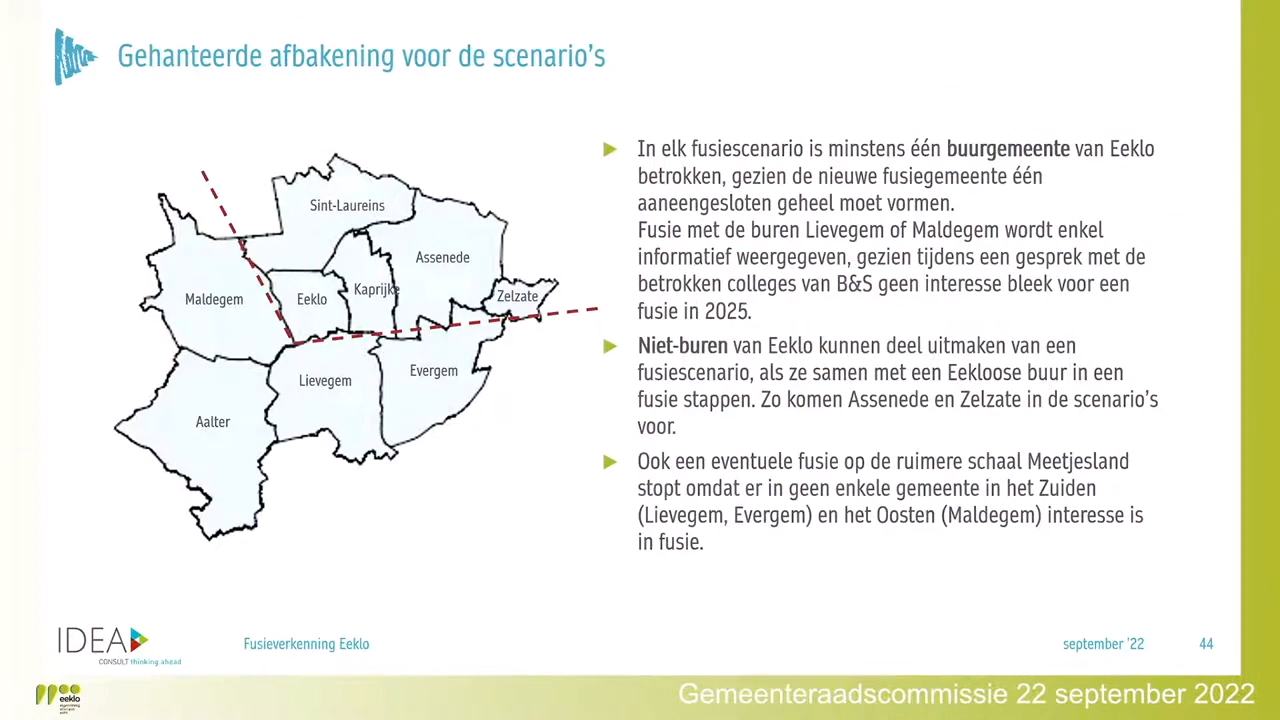 Gehanteerde afbakening voor de scenario's
Sint-Laureins
Assenede
Maldegem
Eeklo
Kaprijke
Zelzate
Lievegem
Evergem
Aalter
In elk fusiescenario is minstens één buurgemeente van Eeklo
betrokken, gezien de nieuwe fusiegemeente één
aaneengesloten geheel moet vormen.
Fusie met de buren Lievegem of Maldegem wordt enkel
informatief weergegeven, gezien tijdens een gesprek met de
betrokken colleges van B&S geen interesse bleek voor een
fusie in 2025.
Niet-buren van Eeklo kunnen deel uitmaken van een
fusiescenario, als ze samen met een Eekloose buur in een
fusie stappen. Zo komen Assenede en Zelzate in de scenario's
voor.
Ook een eventuele fusie op de ruimere schaal Meetjesland
stopt omdat er in geen enkele gemeente in het Zuiden
(Lievegem, Evergem) en het Oosten (Maldegem) interesse is
in fusie.
IDEA
CONSULT thinking ahead
Fusieverkenning Eeklo
september '22
44
eeklo
Gemeenteraadscommissie 22 september 2022